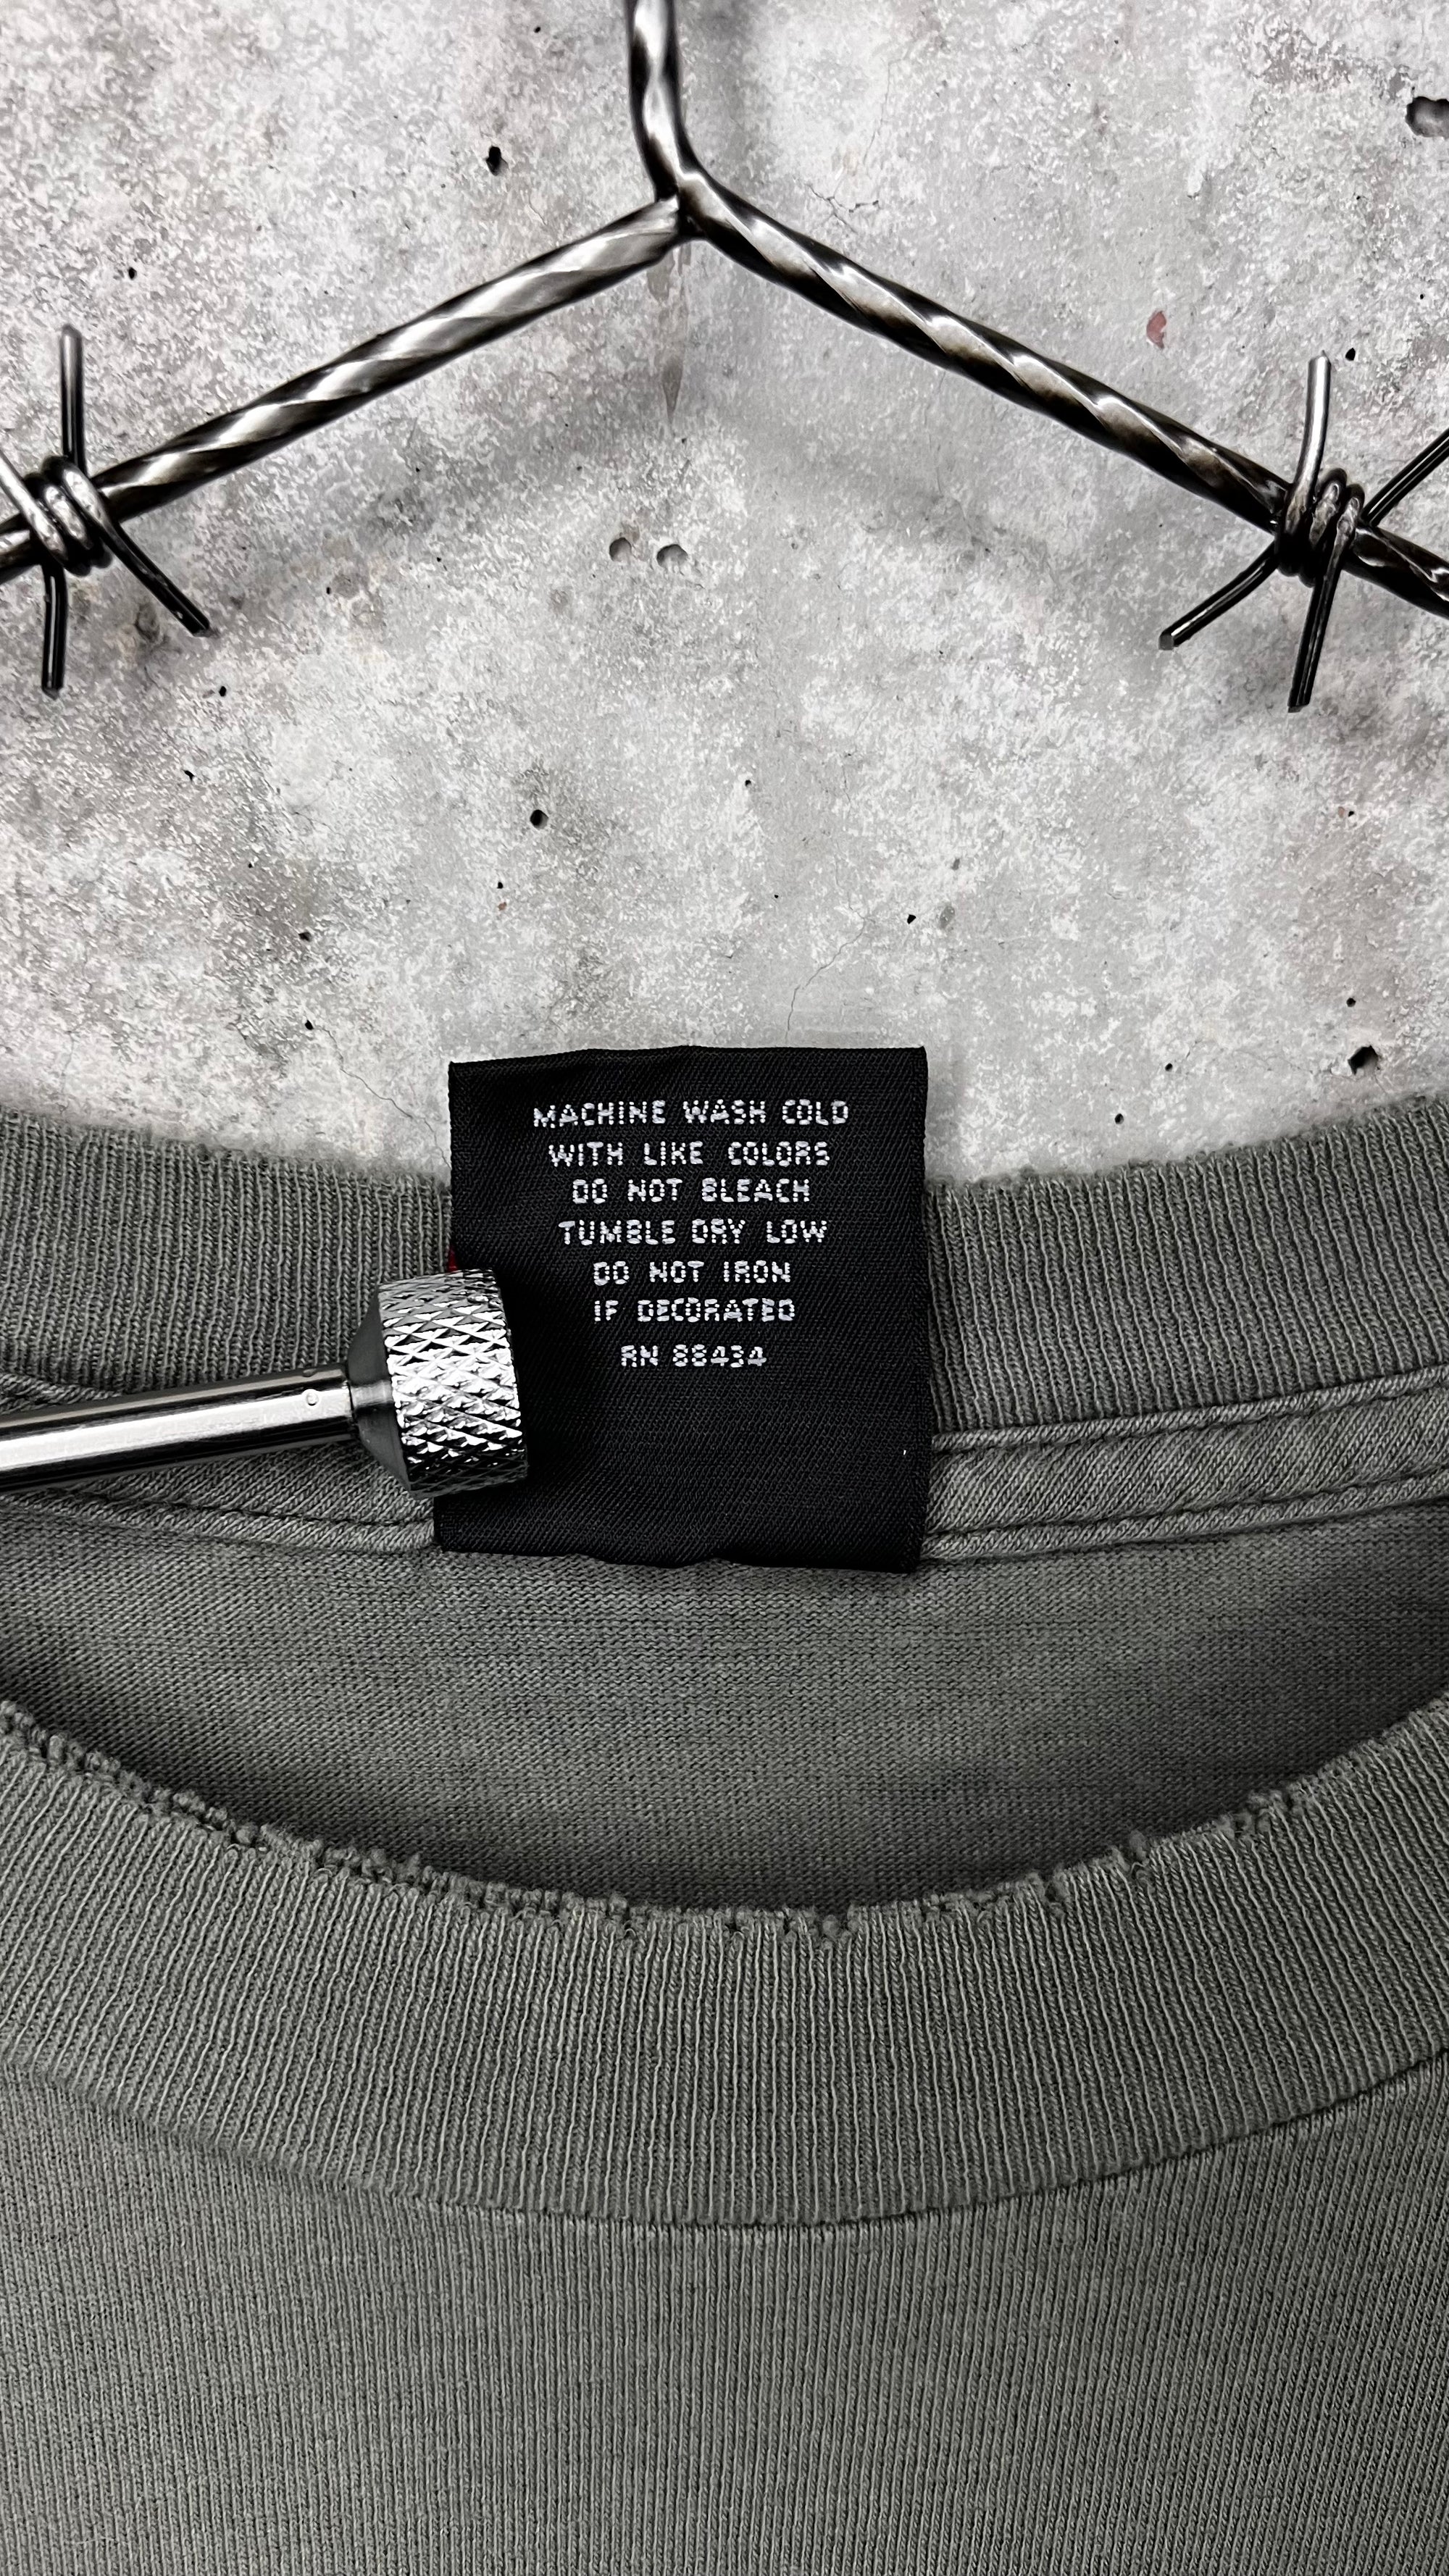 MACHINE WASH COLD
WITH LIKE COLORS
DO NOT BLEACH
TUMBLE DRY LOW
DO NOT IRON
IF DECORATED
RN 88434